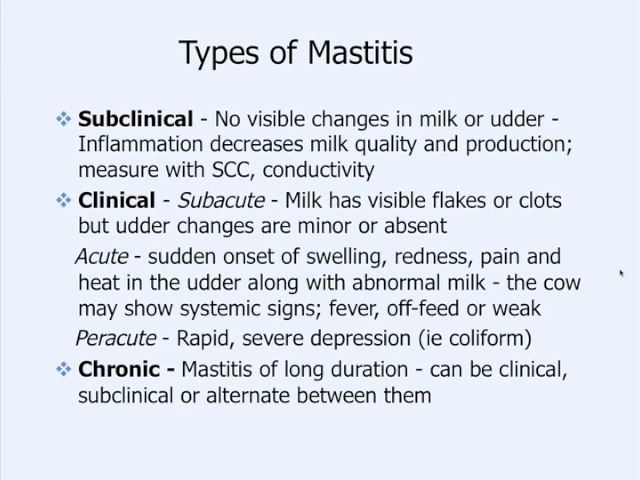 Types of Mastitis
❖ Subclinical - No visible changes in milk or udder -
Inflammation decreases milk quality and production;
measure with SCC, conductivity
❖ Clinical - Subacute - Milk has visible flakes or clots
but udder changes are minor or absent
Acute - sudden onset of swelling, redness, pain and
heat in the udder along with abnormal milk - the cow
may show systemic signs; fever, off-feed or weak
Peracute - Rapid, severe depression (ie coliform)
❖ Chronic - Mastitis of long duration - can be clinical,
subclinical or alternate between them